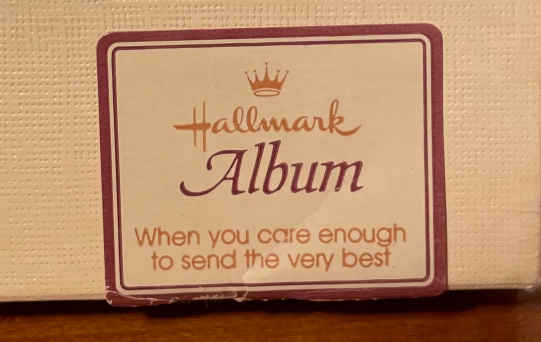 Hallmark
Album
When you care enough
to send the very best